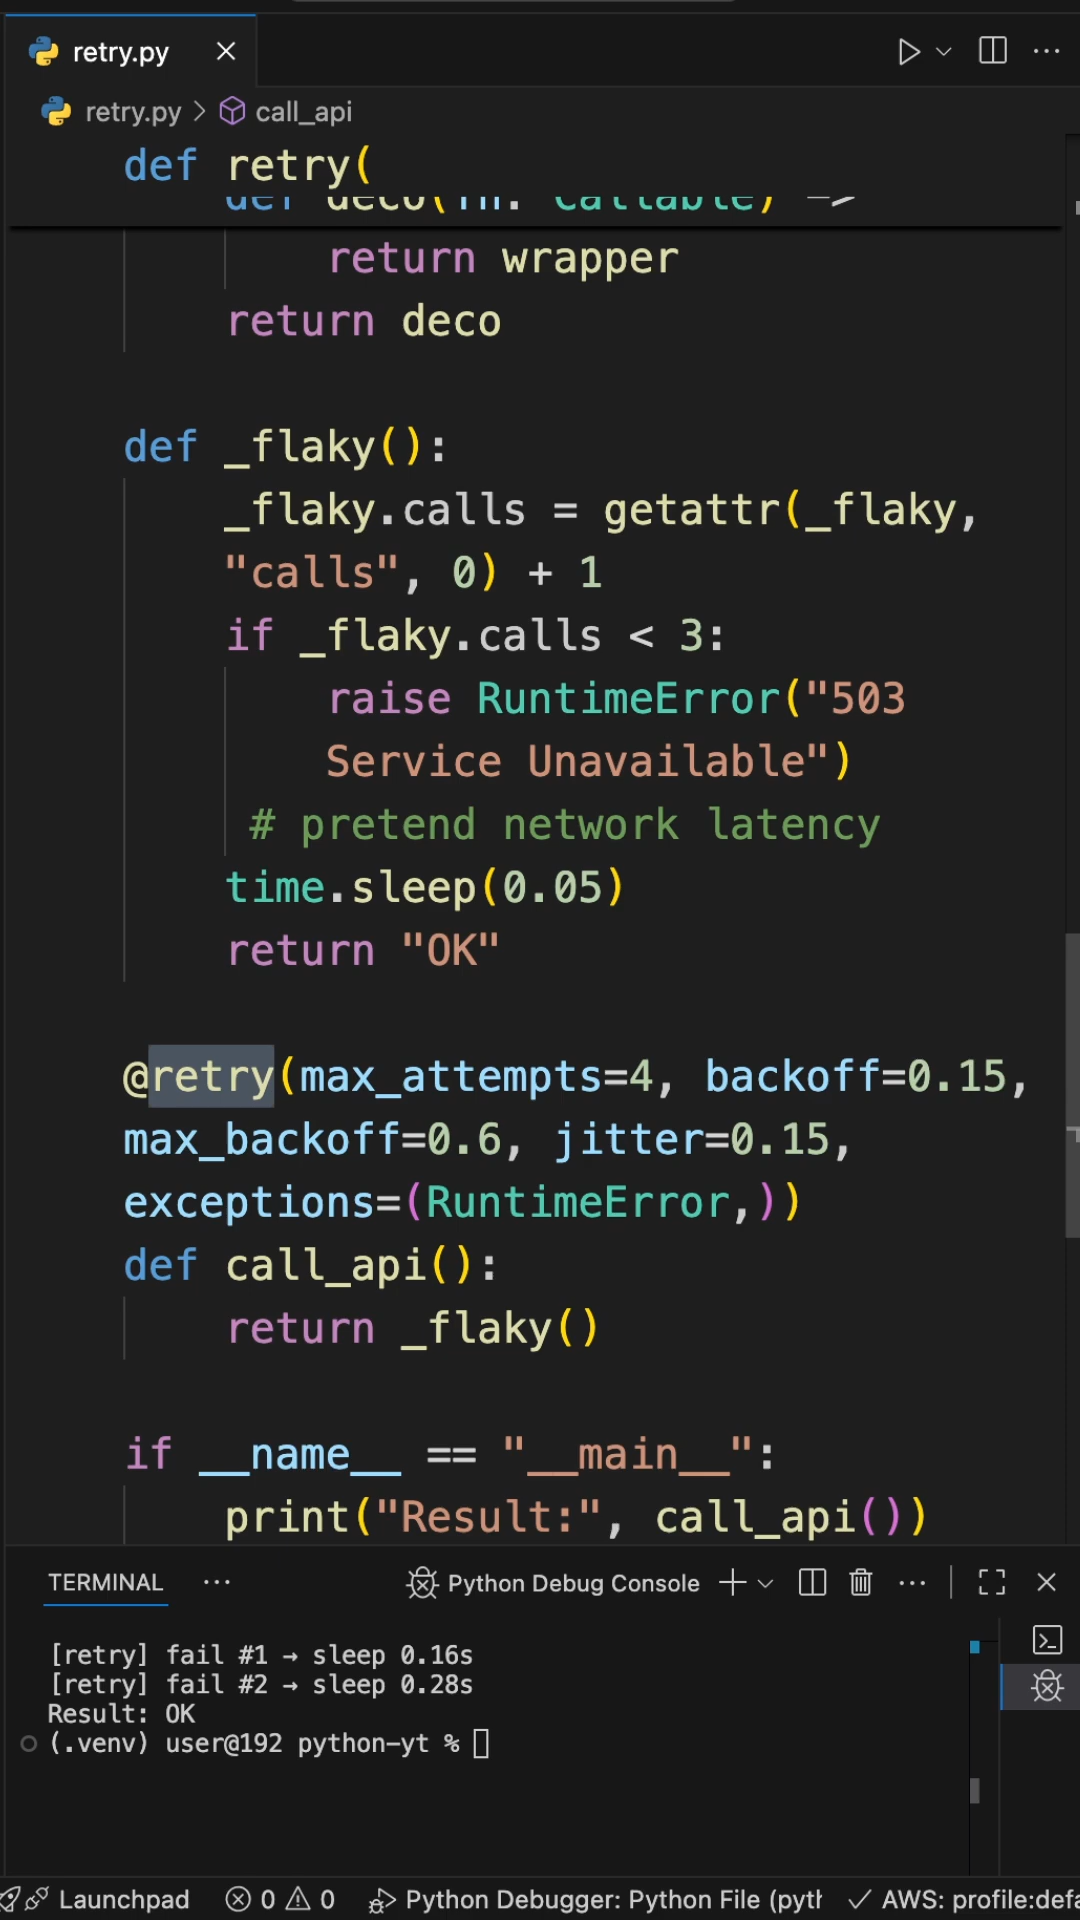 retry.py
retry.py > call_api
def retry(
def deco(fn: Callable) ->
return wrapper
return deco
def _flaky():
_flaky.calls = getattr(_flaky,
"calls", 0) + 1
if _flaky.calls < 3:
raise RuntimeError("503
Service Unavailable")
# pretend network latency
time.sleep(0.05)
return "OK"
@retry(max_attempts=4, backoff=0.15,
max_backoff=0.6, jitter=0.15,
exceptions=(RuntimeError,))
def call_api():
return _flaky()
if __name__ == "__main__":
print("Result:", call_api())
TERMINAL ··· Python Debug Console
[retry] fail #1 → sleep 0.16s
[retry] fail #2 → sleep 0.28s
Result: OK
(.venv) user@192 python-yt %
Launchpad 0 0 Python Debugger: Python File (pyth AWS: profile:defa